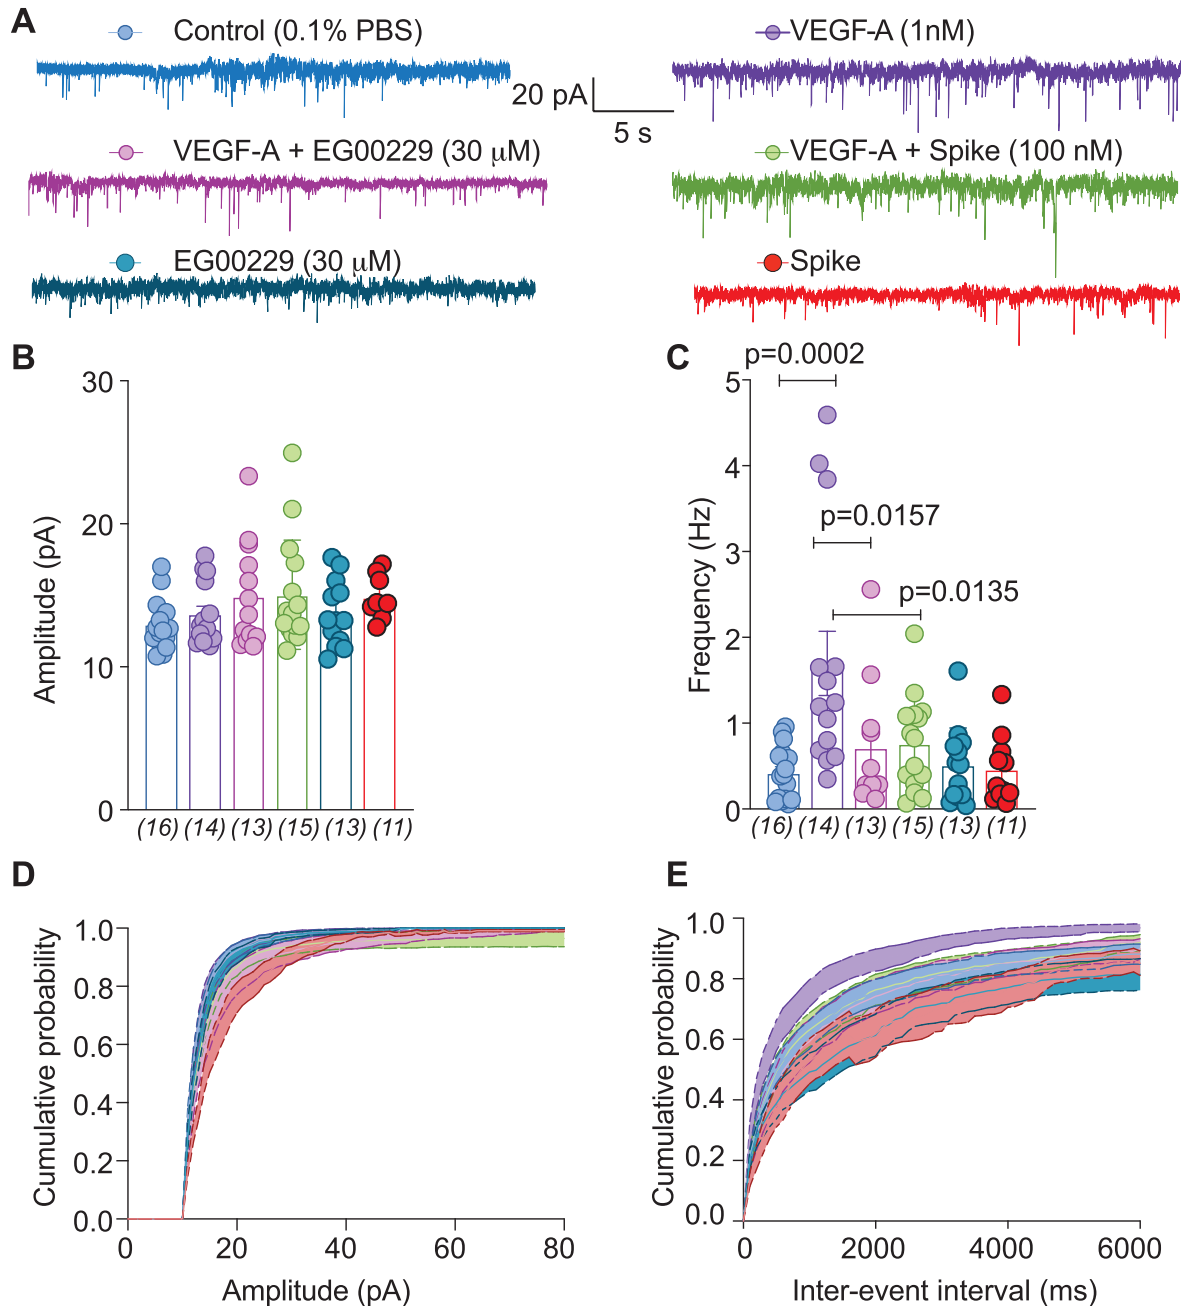 A
Control (0.1% PBS)
VEGF-A (1nM)
20 pA
5 s
VEGF-A + EG00229 (30 μM)
VEGF-A + Spike (100 nM)
EG00229 (30 μM)
Spike
B
30
20
10
0
Amplitude (pA)
(16) (14) (13) (15) (13) (11)
C
p=0.0002
p=0.0157
p=0.0135
5
4
3
2
1
0
Frequency (Hz)
(16) (14) (13) (15) (13) (11)
D
1.0
0.8
0.6
0.4
0.2
0.0
Cumulative probability
0 20 40 60 80
Amplitude (pA)
E
1.0
0.8
0.6
0.4
0.2
0.0
Cumulative probability
0 2000 4000 6000
Inter-event interval (ms)